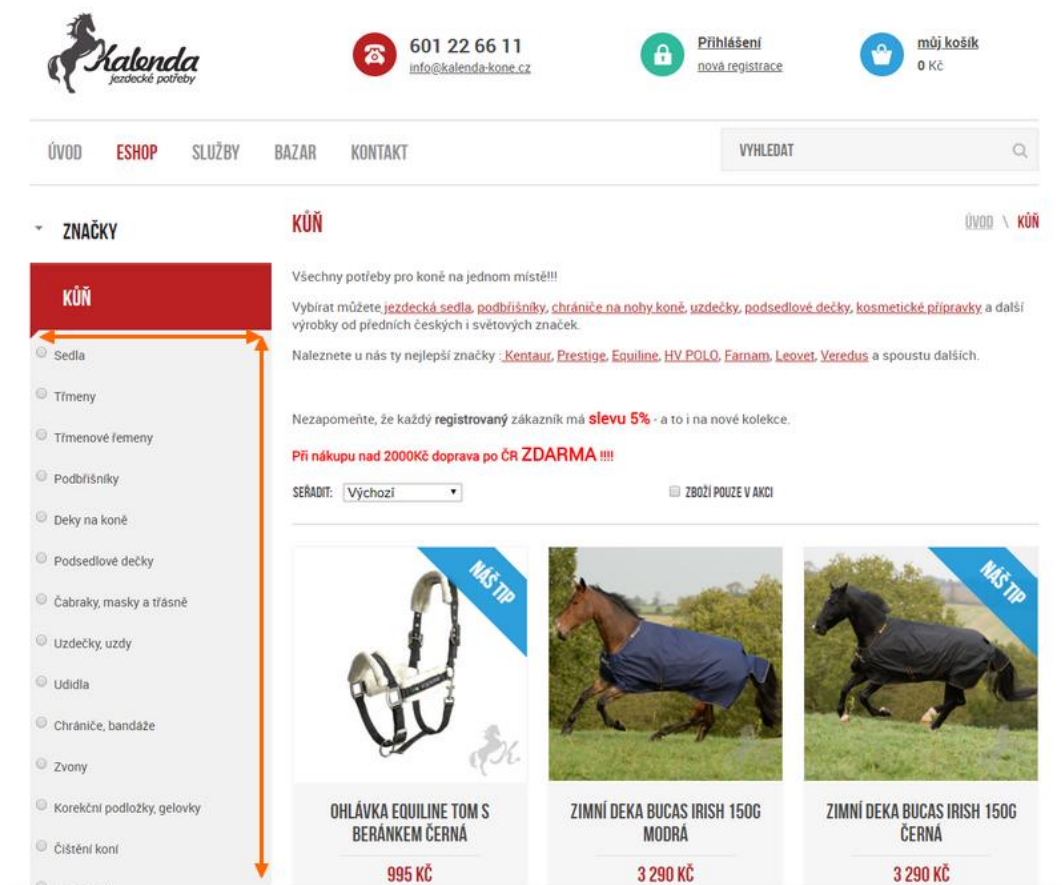 Kalenda
jezdecké potřeby
601 22 66 11
info@kalenda-kone.cz
Přihlášení
nová registrace
můj košík
0 Kč
ÚVOD ESHOP SLUŽBY BAZAR KONTAKT
VYHLEDAT
ZNAČKY
KŮŇ
Sedla
Třmeny
Třmenové řemeny
Podbřišníky
Deky na koně
Podsedlové dečky
Čabraky, masky a třásně
Uzdečky, uzdy
Udidla
Chrániče, bandáže
Zvony
Korekční podložky, gelovky
Čištění koní
KŮŇ
ÚVOD \ KŮŇ
Všechny potřeby pro koně na jednom místě!!!
Vybírat můžete jezdecká sedla, podbřišníky, chrániče na nohy koně, uzdečky, podsedlové dečky, kosmetické přípravky a další
výrobky od předních českých i světových značek.
Naleznete u nás ty nejlepší značky : Kentaur, Prestige, Equiline, HV POLO, Farnam, Leovet, Veredus a spoustu dalších.
Nezapomeňte, že každý registrovaný zákazník má slevu 5% - a to i na nové kolekce.
Při nákupu nad 2000Kč doprava po ČR ZDARMA !!!!
SEŘADIT: Výchozí
ZBOŽÍ POUZE V AKCI
NÁŠ TIP
NÁŠ TIP
OHLÁVKA EQUILINE TOM S
BERÁNKEM ČERNÁ
995 KČ
ZIMNÍ DEKA BUCAS IRISH 150G
MODRÁ
3 290 KČ
ZIMNÍ DEKA BUCAS IRISH 150G
ČERNÁ
3 290 KČ